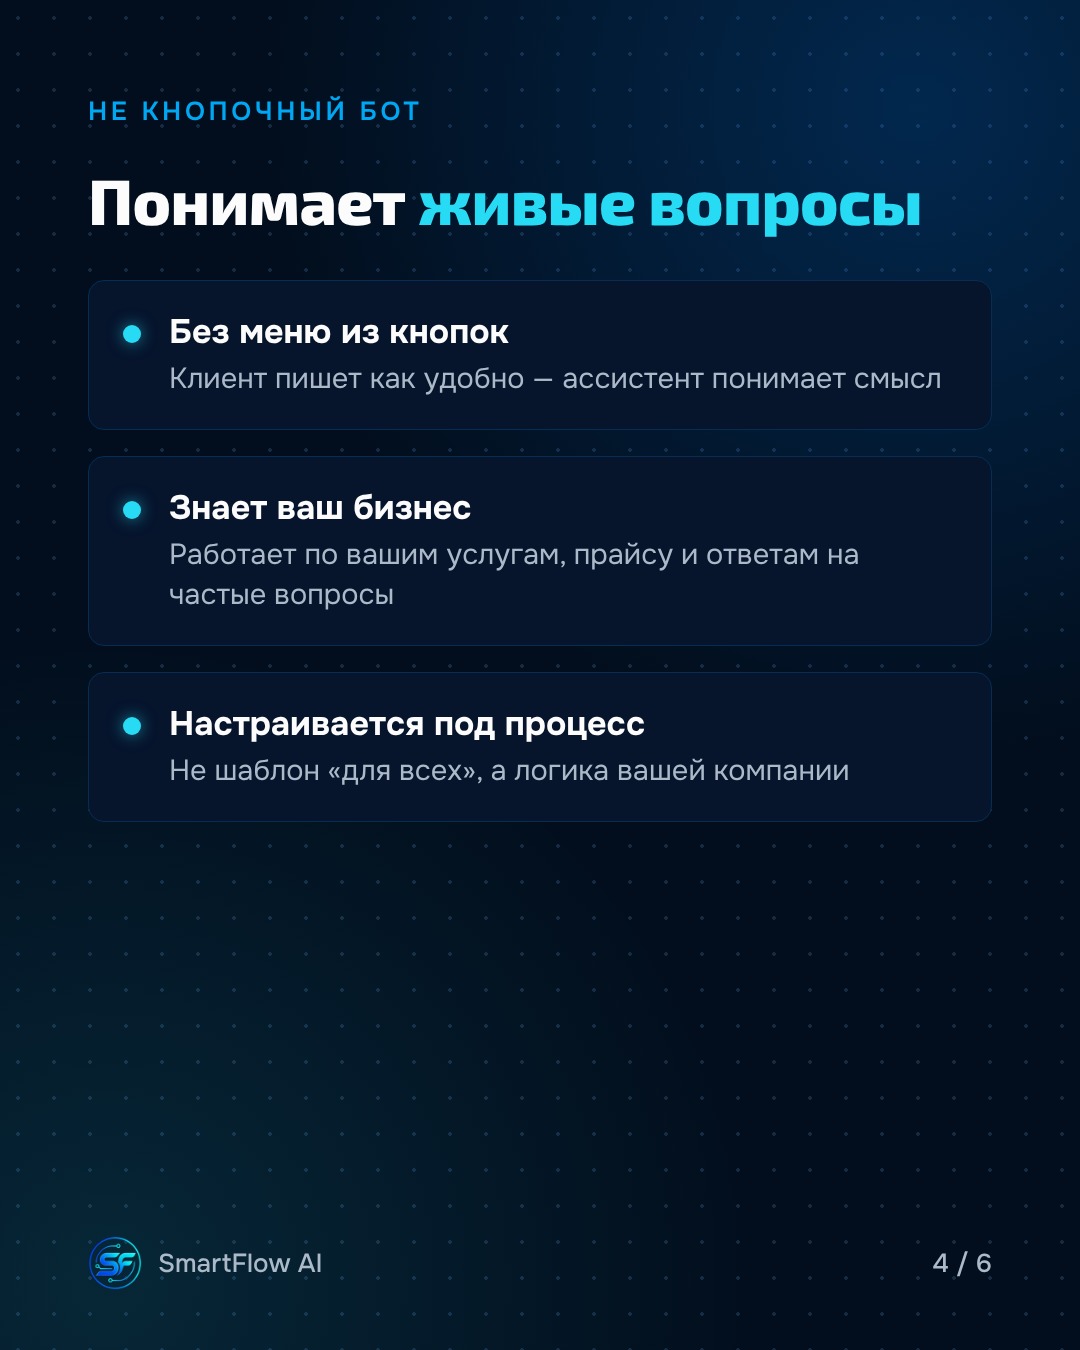 НЕ КНОПОЧНЫЙ БОТ
Понимает живые вопросы
Без меню из кнопок
Клиент пишет как удобно — ассистент понимает смысл
Знает ваш бизнес
Работает по вашим услугам, прайсу и ответам на
частые вопросы
Настраивается под процесс
Не шаблон «для всех», а логика вашей компании
SF SmartFlow AI
4 / 6